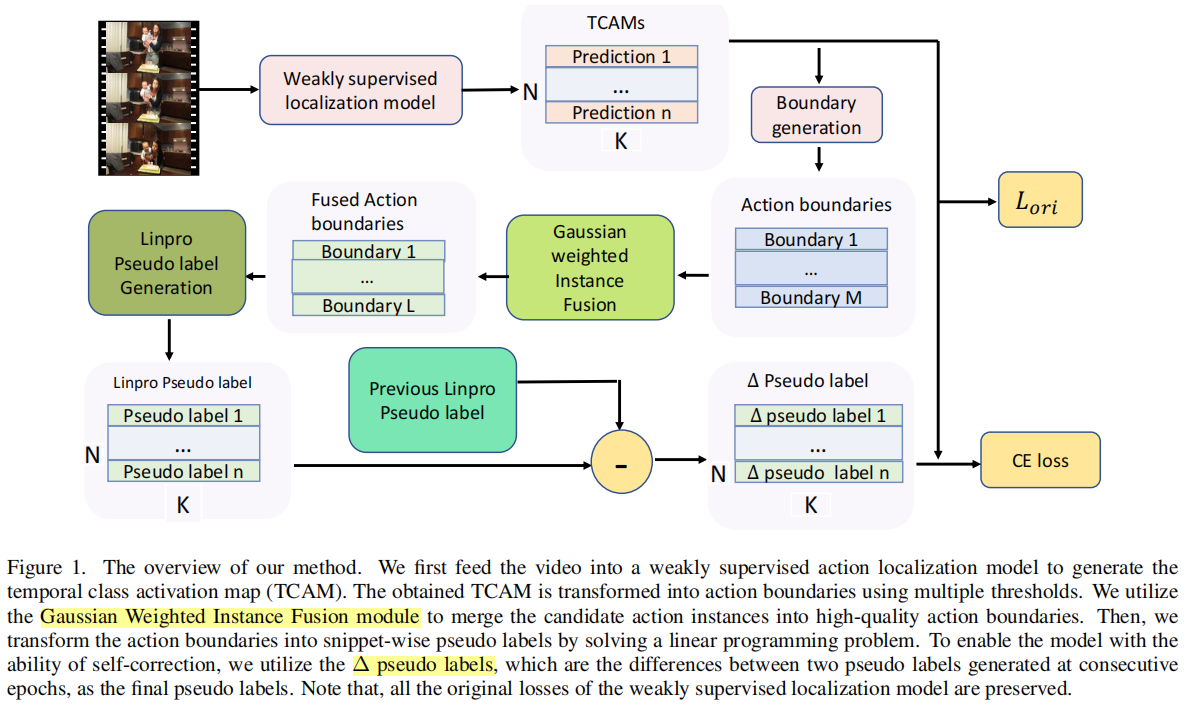 TCAMs
Prediction 1
...
Prediction n
N
K
Weakly supervised
localization model
Boundary
generation
Action boundaries
Boundary 1
...
Boundary M
L_ori
Gaussian
weighted
Instance
Fusion
Fused Action
boundaries
Boundary 1
...
Boundary L
Linpro
Pseudo label
Generation
Linpro Pseudo label
Pseudo label 1
...
Pseudo label n
N
K
Previous Linpro
Pseudo label
-
Δ Pseudo label
Δ pseudo label 1
...
Δ pseudo label n
N
K
CE loss
Figure 1. The overview of our method. We first feed the video into a weakly supervised action localization model to generate the
temporal class activation map (TCAM). The obtained TCAM is transformed into action boundaries using multiple thresholds. We utilize
the Gaussian Weighted Instance Fusion module to merge the candidate action instances into high-quality action boundaries. Then, we
transform the action boundaries into snippet-wise pseudo labels by solving a linear programming problem. To enable the model with the
ability of self-correction, we utilize the Δ pseudo labels, which are the differences between two pseudo labels generated at consecutive
epochs, as the final pseudo labels. Note that, all the original losses of the weakly supervised localization model are preserved.